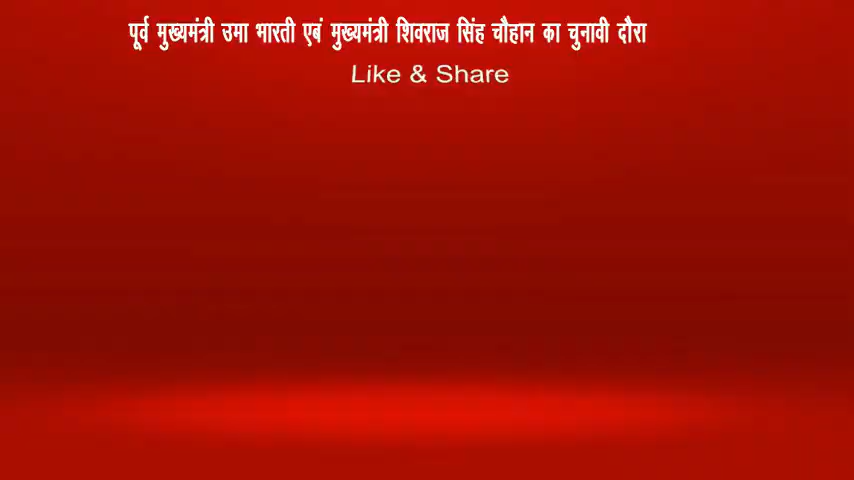 पूर्व मुख्यमंत्री उमा भारती एबं मुख्यमंत्री शिवराज सिंह चौहान का चुनावी दौरा
Like & Share